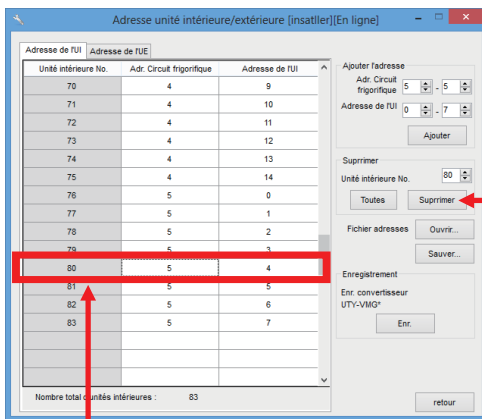 Adresse unité intérieure/extérieure [insatller][En ligne]
Adresse de l'UI Adresse de l'UE
Unité intérieure No. Adr. Circuit frigorifique Adresse de l'UI
70 4 9
71 4 10
72 4 11
73 4 12
74 4 13
75 4 14
76 5 0
77 5 1
78 5 2
79 5 3
80 5 4
81 5 5
82 5 6
83 5 7
Nombre total d'unités intérieures : 83
Ajouter l'adresse
Adr. Circuit
frigorifique 5 - 5
Adresse de l'UI 0 - 7
Ajouter
Suprrimer
Unité intérieure No. 80
Toutes Suprrimer
Fichier adresses Ouvrir...
Sauver...
Enregistrement
Enr. convertisseur
UTY-VMG*
Enr.
retour